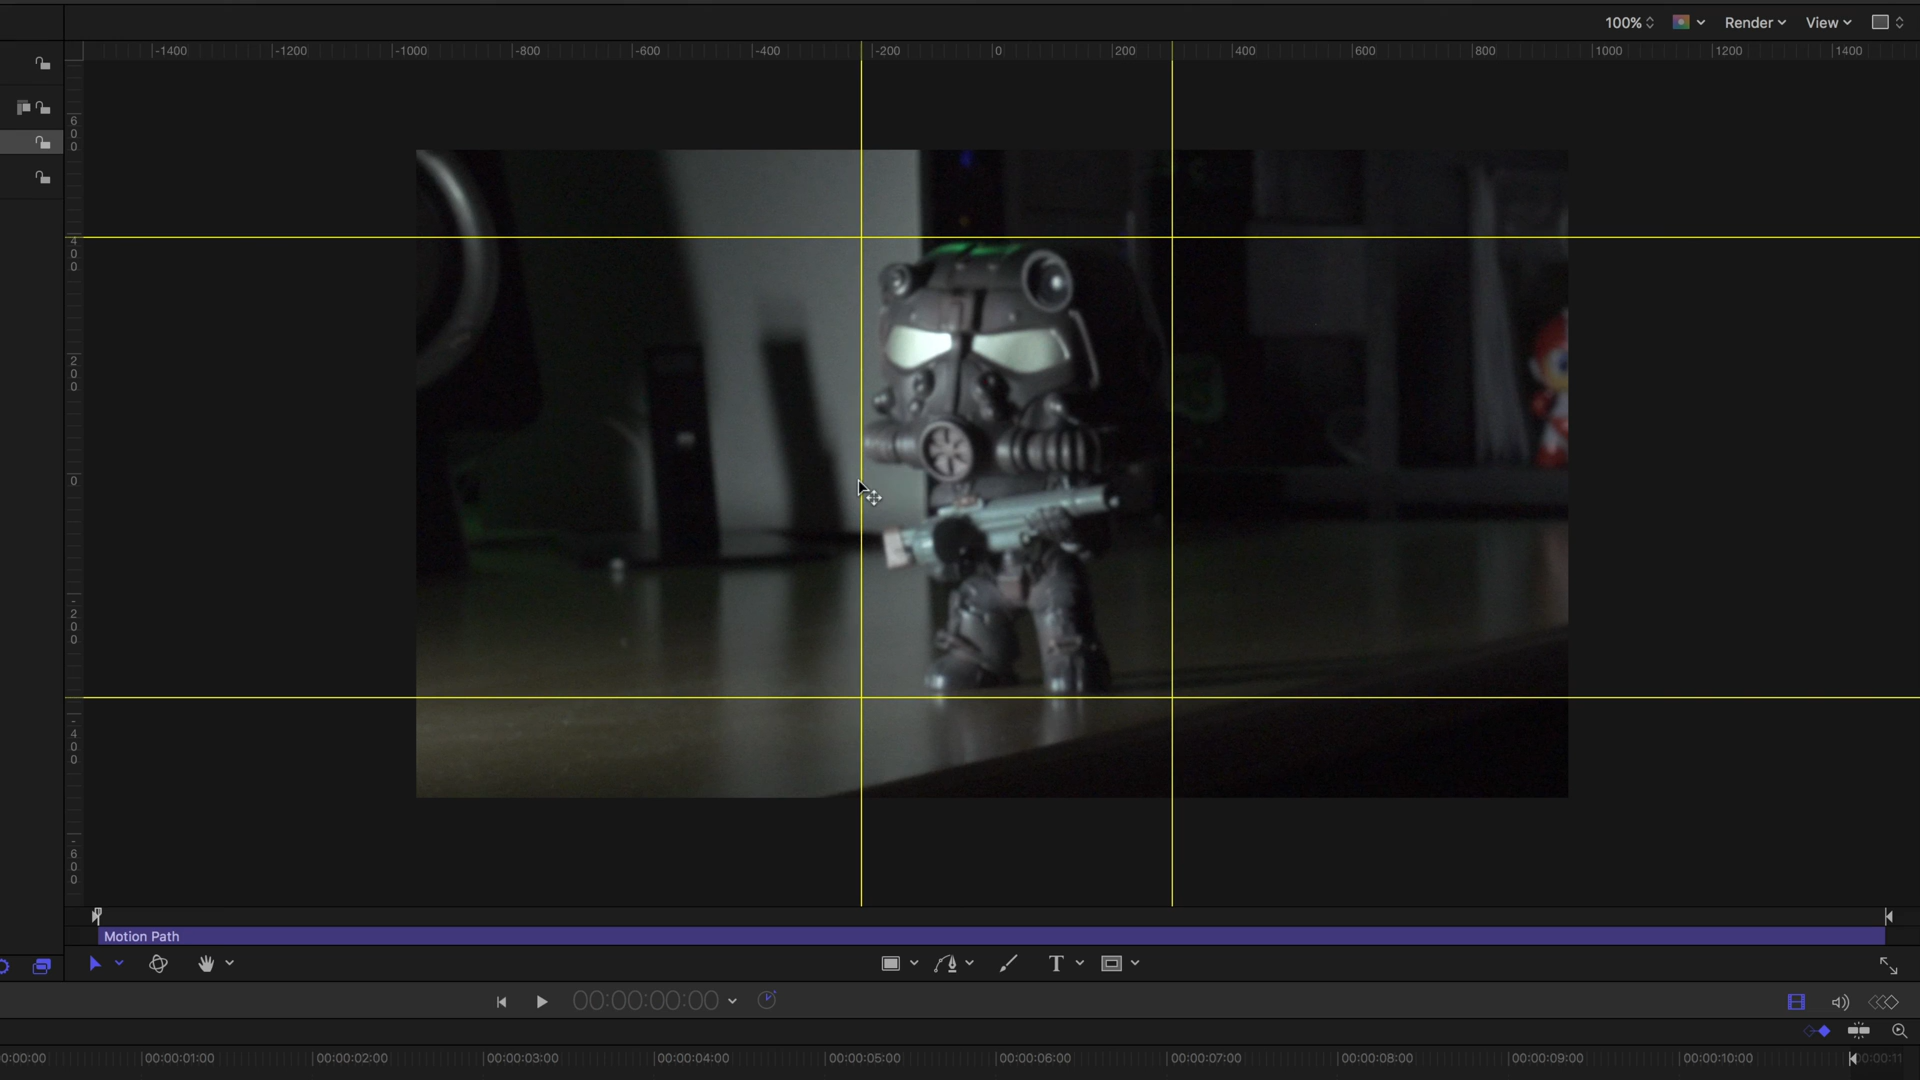 100% Render View
-1400 -1200 -1000 -800 -600 -400 -200 0 200 400 600 800 1000 1200 1400
600
400
200
0
-200
-400
-600
Motion Path
T
00:00:00:00
0:00:00 00:00:01:00 00:00:02:00 00:00:03:00 00:00:04:00 00:00:05:00 00:00:06:00 00:00:07:00 00:00:08:00 00:00:09:00 00:00:10:00 00:00:11